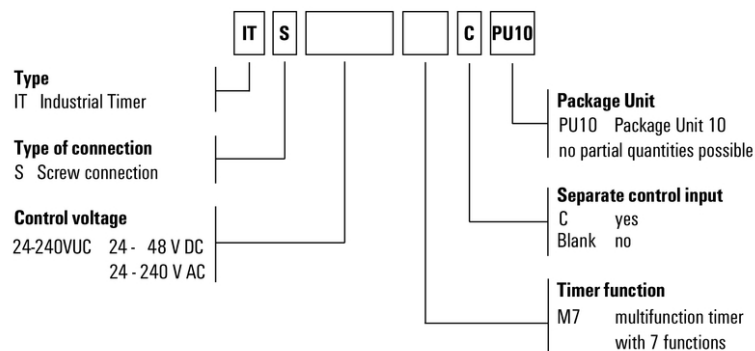 IT S C PU10
Type
IT Industrial Timer
Type of connection
S Screw connection
Control voltage
24-240VUC 24 - 48 V DC
24 - 240 V AC
Package Unit
PU10 Package Unit 10
no partial quantities possible
Separate control input
C yes
Blank no
Timer function
M7 multifunction timer
with 7 functions